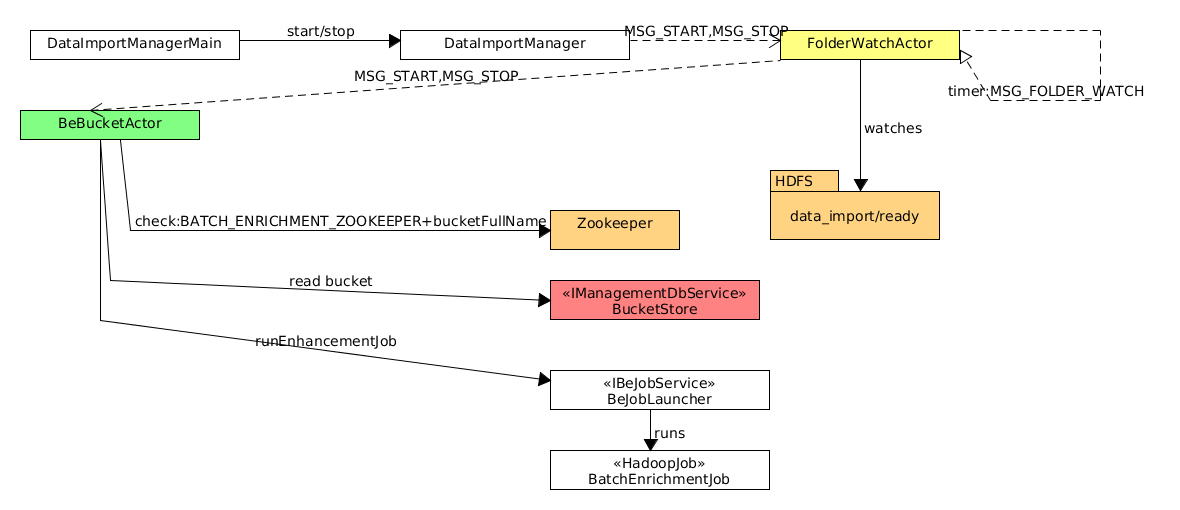 start/stop
MSG_START,MSG_STOP
DataImportManagerMain
DataImportManager
FolderWatchActor
MSG_START,MSG_STOP
timer:MSG_FOLDER_WATCH
BeBucketActor
watches
HDFS
data_import/ready
check:BATCH_ENRICHMENT_ZOOKEEPER+bucketFullName
Zookeeper
read bucket
«IManagementDbService»
BucketStore
runEnhancementJob
«IBeJobService»
BeJobLauncher
runs
«HadoopJob»
BatchEnrichmentJob